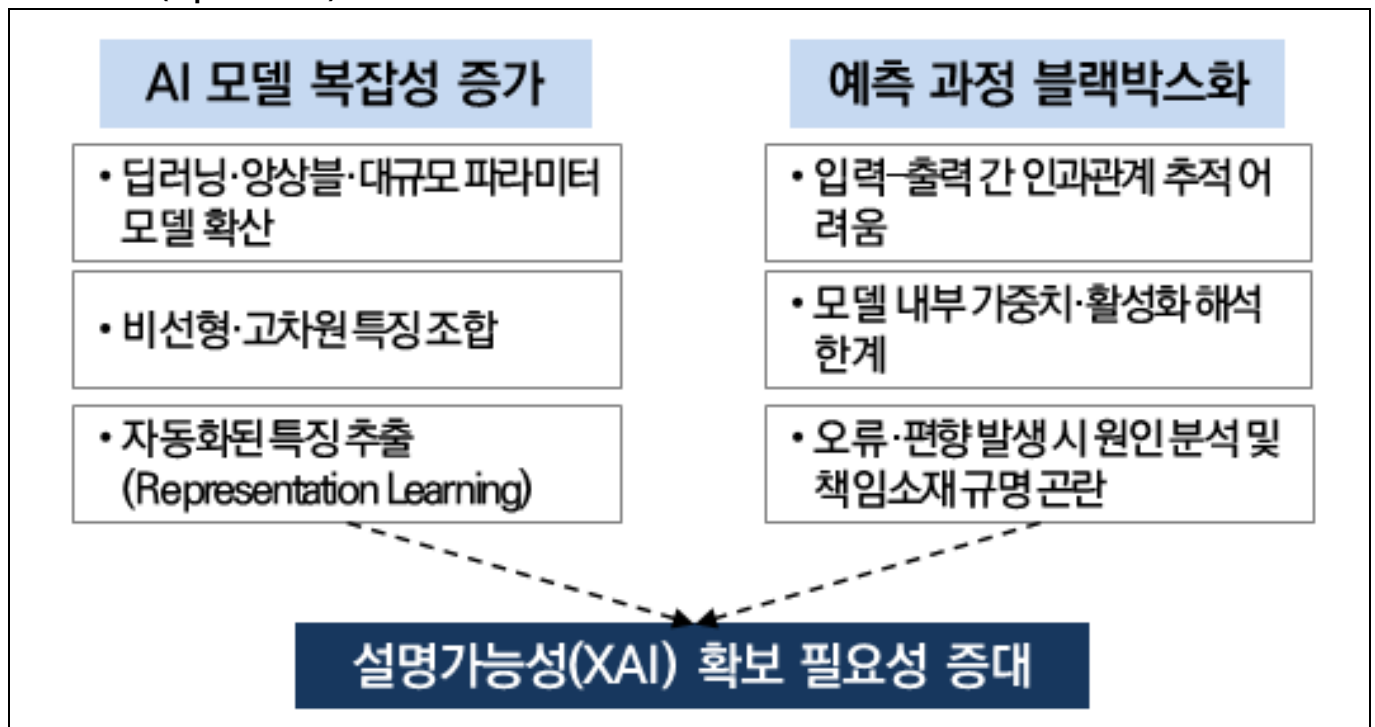 AI 모델 복잡성 증가
• 딥러닝·앙상블·대규모 파라미터
모델 확산
• 비선형·고차원 특징 조합
• 자동화된 특징 추출
(Representation Learning)
예측 과정 블랙박스화
• 입력–출력 간 인과관계 추적 어
려움
• 모델 내부 가중치·활성화 해석
한계
• 오류·편향 발생 시 원인 분석 및
책임소재 규명 곤란
설명가능성(XAI) 확보 필요성 증대